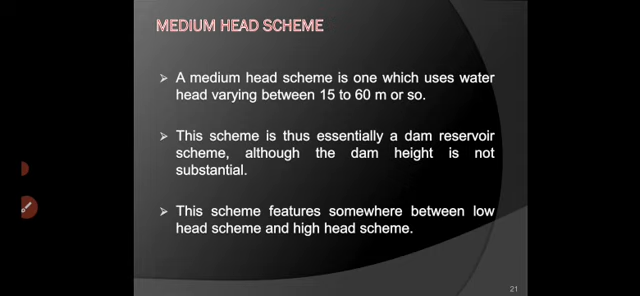 MEDIUM HEAD SCHEME
➢ A medium head scheme is one which uses water
head varying between 15 to 60 m or so.
➢ This scheme is thus essentially a dam reservoir
scheme, although the dam height is not
substantial.
➢ This scheme features somewhere between low
head scheme and high head scheme.
21